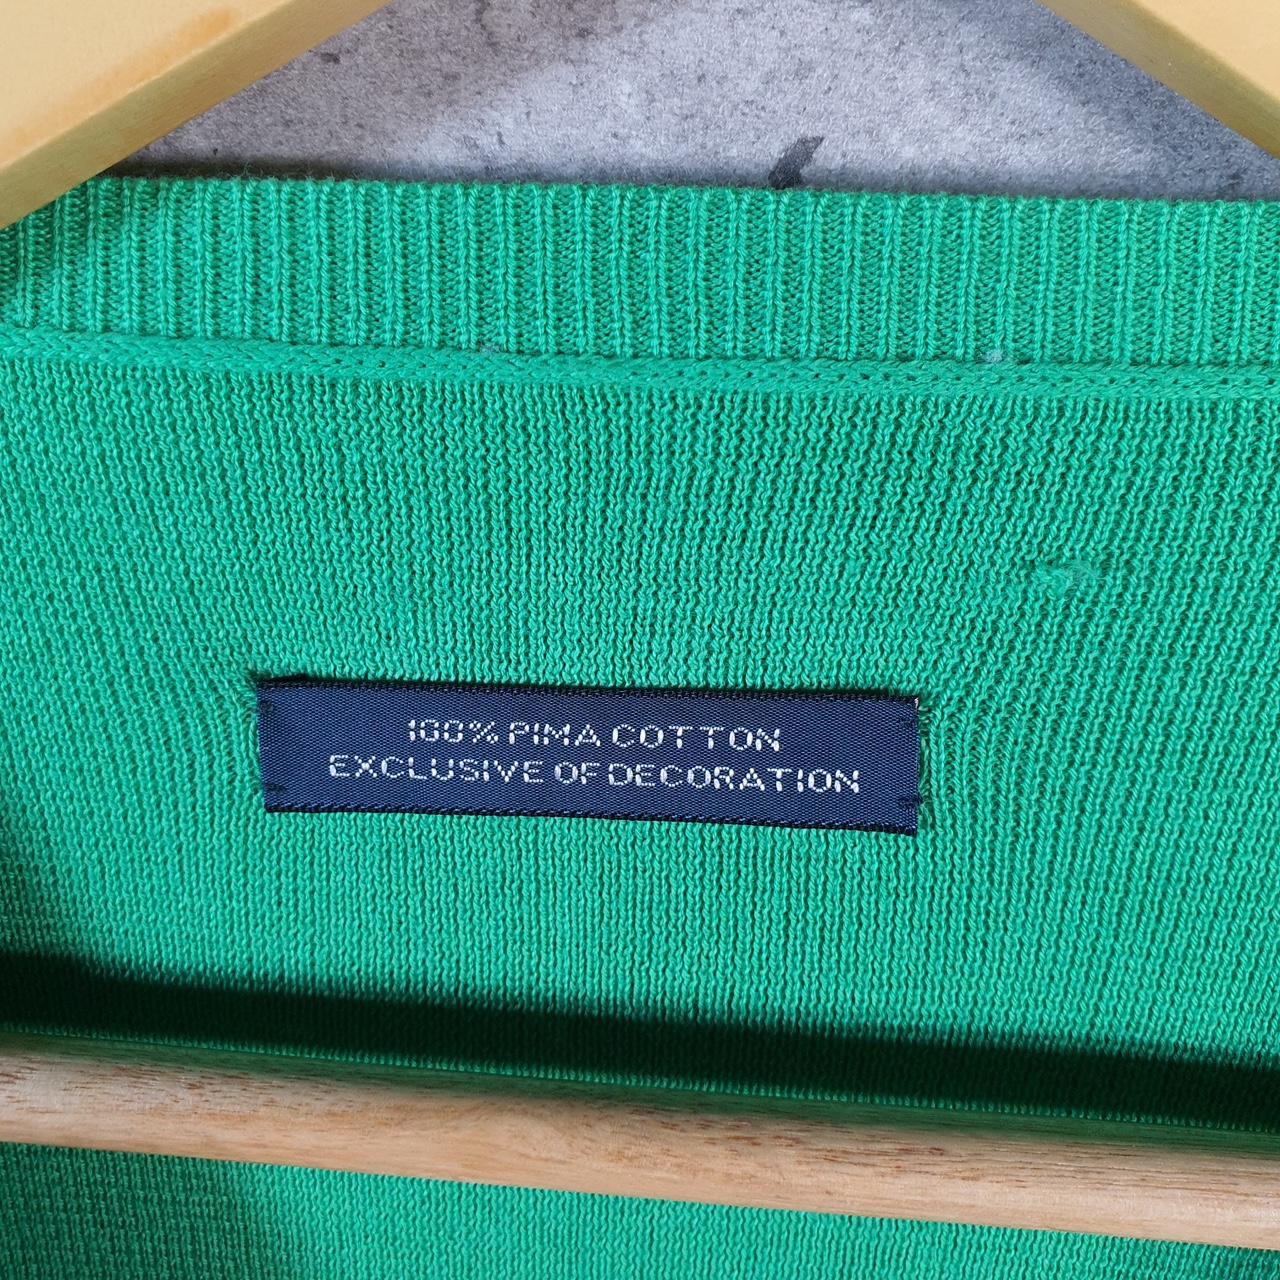 100% PIMA COTTON
EXCLUSIVE OF DECORATION